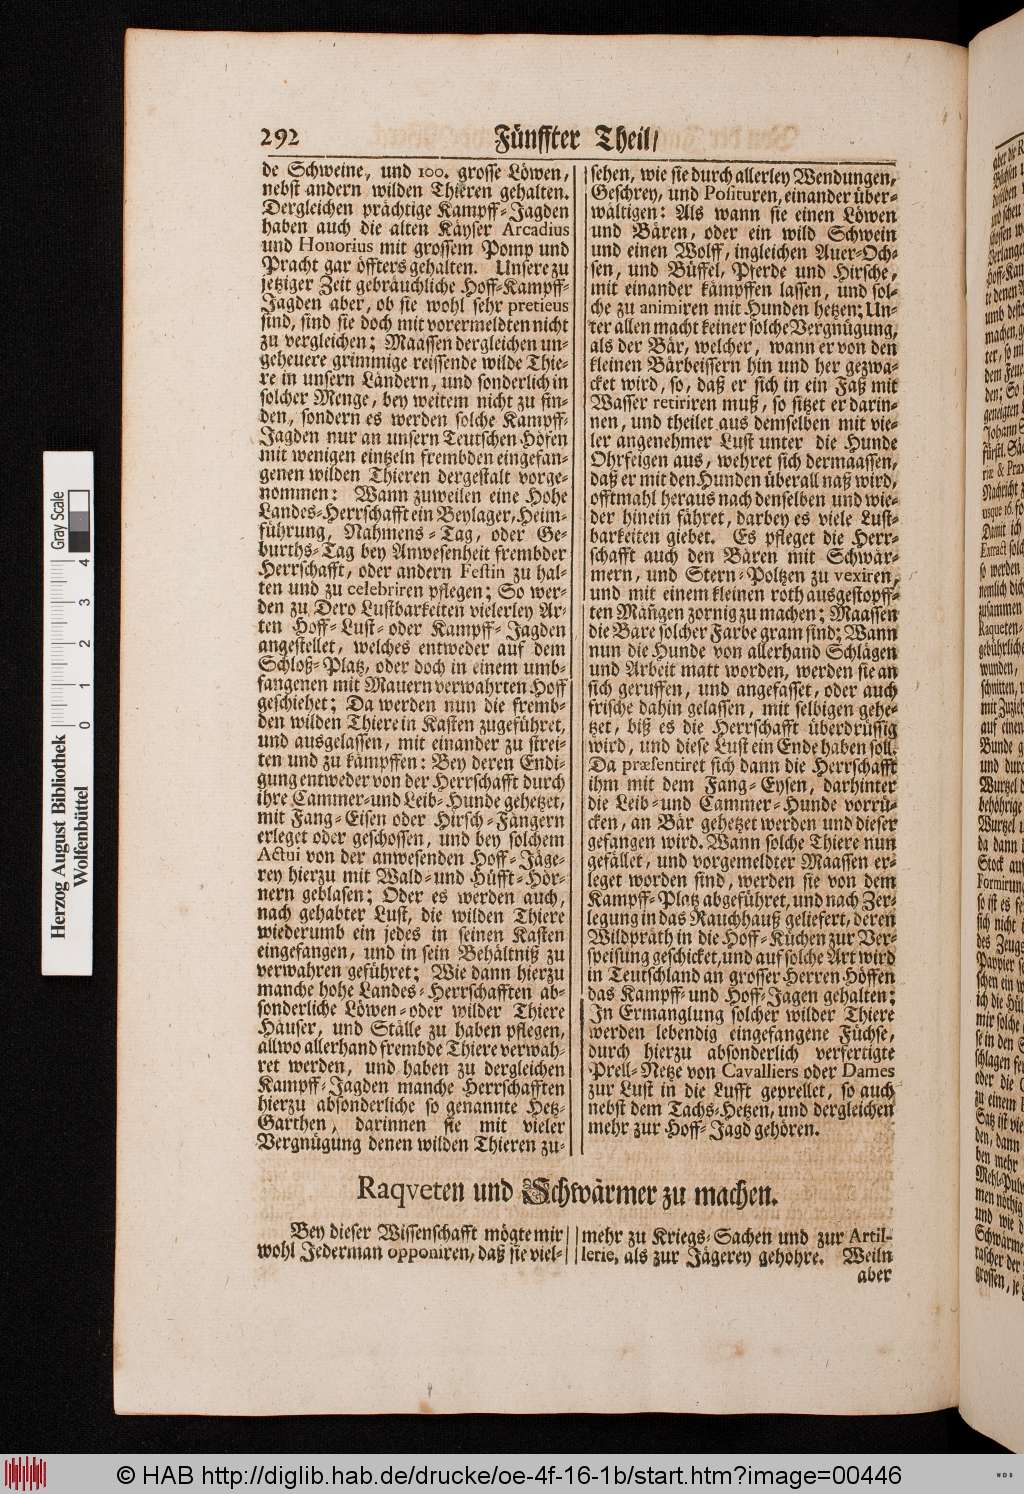 292
Fünffter Theil/
de Schweine, und 100. grosse Löwen,
nebst andern wilden Thieren gehalten.
Dergleichen prächtige Kampff-Jagden
haben auch die alten Käyser Arcadius
und Honorius mit grossem Pomp und
Pracht gar öffters gehalten. Unsere zu
jetziger Zeit gebräuchliche Hoff-Kampff-
Jagden aber, ob sie wohl sehr pretieus
sind, sind sie doch mit vorermeldten nicht
zu vergleichen; Maassen dergleichen un-
geheuere grimmige reissende wilde Thie-
re in unsern Ländern, und sonderlich in
solcher Menge, bey weitem nicht zu fin-
den, sondern es werden solche Kampff-
Jagden nur an unsern Teutschen Höfen
mit wenigen eintzeln frembden eingefan-
genen wilden Thieren dergestalt vorge-
nommen: Wann zuweilen eine Hohe
Landes-Herrschafft ein Beylager, Heim-
führung, Nahmens-Tag, oder Ge-
burths-Tag bey Anwesenheit frembder
Herrschafft, oder andern Festin zu hal-
ten und zu celebriren pflegen; So wer-
den zu Dero Lustbarkeiten vielerley Ar-
ten Hoff-Lust-oder Kampff-Jagden
angestellet, welches entweder auf dem
Schloß-Platz, oder doch in einem umb-
fangenen mit Mauern verwahrten Hoff
geschiehet; Da werden nun die fremb-
den wilden Thiere in Kasten zugeführet,
und ausgelassen, mit einander zu strei-
ten und zu kämpffen: Bey deren Endi-
gung entweder von der Herrschafft durch
ihre Cammer-und Leib-Hunde gehetzet,
mit Fang-Eisen oder Hirsch-Fängern
erleget oder geschossen, und bey solchem
Actui von der anwesenden Hoff-Jäge-
rey hierzu mit Wald-und Hüfft-Hör-
nern geblasen; Oder es werden auch,
nach gehabter Lust, die wilden Thiere
wiederumb ein jedes in seinen Kasten
eingefangen, und in sein Behältniß zu
verwahren geführet; Wie dann hierzu
manche hohe Landes-Herrschafften ab-
sonderliche Löwen-oder wilder Thiere
Häuser, und Ställe zu haben pflegen,
allwo allerhand frembde Thiere verwah-
ret werden, und haben zu dergleichen
Kampff-Jagden manche Herrschafften
hierzu absonderliche so genannte Hetz-
Garthen, darinnen sie mit vieler
Vergnügung denen wilden Thieren zu-
sehen, wie sie durch allerley Wendungen,
Geschrey, und Posituren, einander über-
wältigen: Als wann sie einen Löwen
und Bären, oder ein wild Schwein
und einen Wolff, ingleichen Auer-Och-
sen, und Büffel, Pferde und Hirsche,
mit einander kämpffen lassen, und sol-
che zu animiren mit Hunden hetzen; Un-
ter allen macht keiner solche Vergnügung,
als der Bär, welcher, wann er von den
kleinen Bärbeissern hin und her gezwa-
cket wird, so, daß er sich in ein Faß mit
Wasser retiriren muß, so sitzet er darin-
nen, und theilet aus demselben mit vie-
ler angenehmer Lust unter die Hunde
Ohrfeigen aus, wehret sich dermaassen,
daß er mit den Hunden überall naß wird,
offtmahl heraus nach denselben und wie-
der hinein fähret, darbey es viele Lust-
barkeiten giebet. Es pfleget die Herr-
schafft auch den Bären mit Schwär-
mern, und Stern-Poltzen zu vexiren,
und mit einem kleinen roth ausgestopff-
ten Mañgen zornig zu machen; Maassen
die Bäre solcher Farbe gram sind; Wann
nun die Hunde von allerhand Schlägen
und Arbeit matt worden, werden sie an
sich geruffen, und angefasset, oder auch
frische dahin gelassen, mit selbigen gehe-
tzet, biß es die Herrschafft überdrüssig
wird, und diese Lust ein Ende haben soll.
Da præsentiret sich dann die Herrschafft
ihm mit dem Fang-Eysen, darhinter
die Leib-und Cammer-Hunde vorrü-
cken, an Bär gehetzet werden und dieser
gefangen wird. Wann solche Thiere nun
gefället, und vorgemeldter Maassen er-
leget worden sind, werden sie von dem
Kampff-Platz abgeführet, und nach Zer-
legung in das Rauchhauß geliefert, deren
Wildpräth in die Hoff-Küchen zur Ver-
speisung geschicket, und auf solche Art wird
in Teutschland an grosser Herren Höffen
das Kampff-und Hoff-Jagen gehalten;
In Ermanglung solcher wilder Thiere
werden lebendig eingefangene Füchse,
durch hierzu absonderlich verfertigte
Prell-Netze von Cavalliers oder Dames
zur Lust in die Lufft geprellet, so auch
nebst dem Tachs-Hetzen, und dergleichen
mehr zur Hoff-Jagd gehören.
Raqveten und Schwärmer zu machen.
Bey dieser Wissenschafft mögte mir
wohl Jederman opponiren, daß sie viel-
mehr zu Kriegs-Sachen und zur Artil-
lerie, als zur Jägerey gehöhre. Weiln
aber
Herzog August Bibliothek
Wolfenbüttel
0 1 2 3 4
Gray Scale
© HAB http://diglib.hab.de/drucke/oe-4f-16-1b/start.htm?image=00446